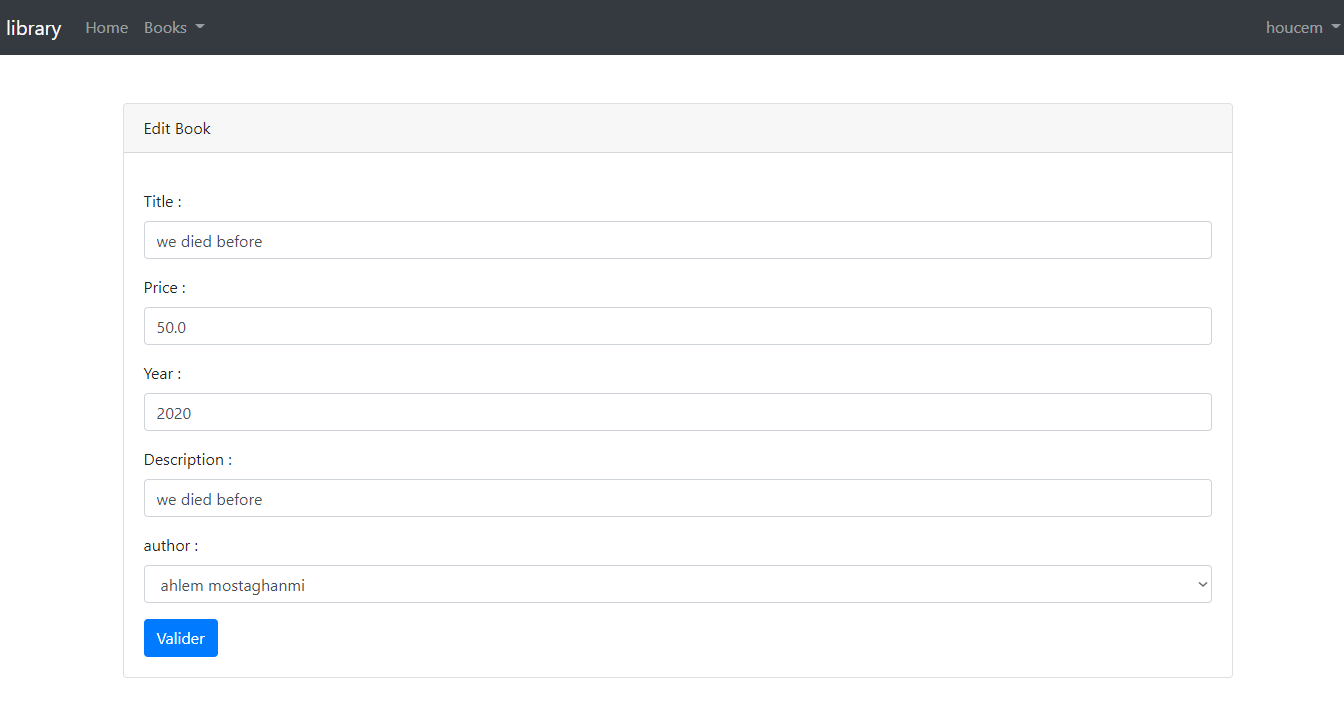 library Home Books houcem
Edit Book
Title :
we died before
Price :
50.0
Year :
2020
Description :
we died before
author :
ahlem mostaghanmi
Valider